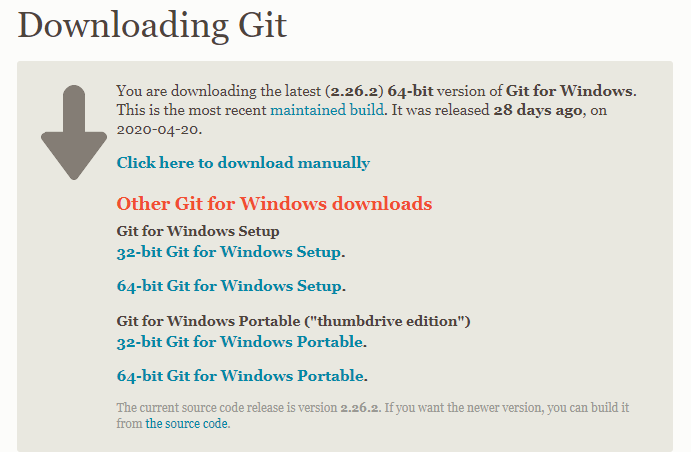 Downloading Git
You are downloading the latest (2.26.2) 64-bit version of Git for Windows.
This is the most recent maintained build. It was released 28 days ago, on
2020-04-20.
Click here to download manually
Other Git for Windows downloads
Git for Windows Setup
32-bit Git for Windows Setup.
64-bit Git for Windows Setup.
Git for Windows Portable ("thumbdrive edition")
32-bit Git for Windows Portable.
64-bit Git for Windows Portable.
The current source code release is version 2.26.2. If you want the newer version, you can build it
from the source code.